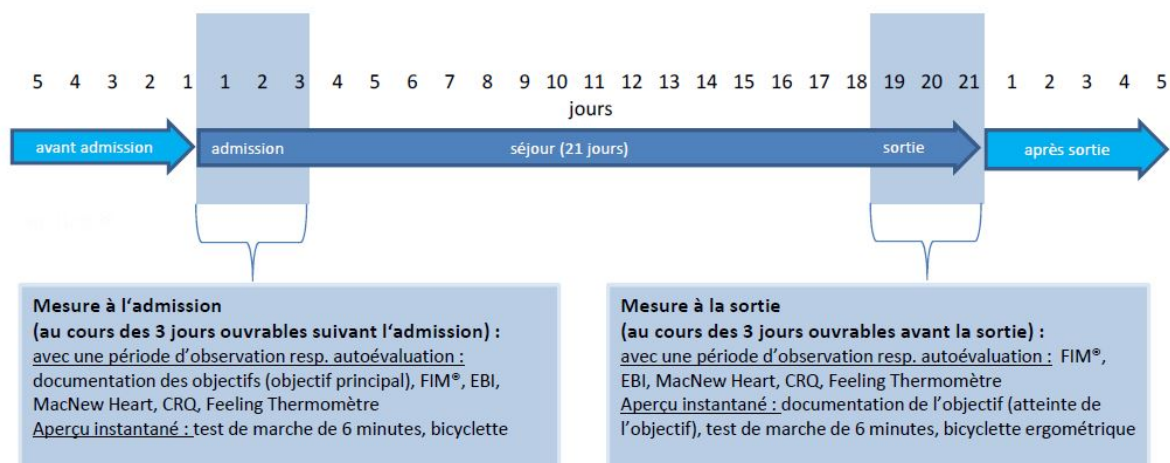 5 4 3 2 1 1 2 3 4 5 6 7 8 9 10 11 12 13 14 15 16 17 18 19 20 21 1 2 3 4 5
jours
avant admission admission séjour (21 jours) sortie après sortie
Mesure à l‘admission
(au cours des 3 jours ouvrables suivant l‘admission) :
avec une période d’observation resp. autoévaluation :
documentation des objectifs (objectif principal), FIM®, EBI,
MacNew Heart, CRQ, Feeling Thermomètre
Aperçu instantané : test de marche de 6 minutes, bicyclette
Mesure à la sortie
(au cours des 3 jours ouvrables avant la sortie) :
avec une période d’observation resp. autoévaluation : FIM®,
EBI, MacNew Heart, CRQ, Feeling Thermomètre
Aperçu instantané : documentation de l’objectif (atteinte de
l’objectif), test de marche de 6 minutes, bicyclette ergométrique